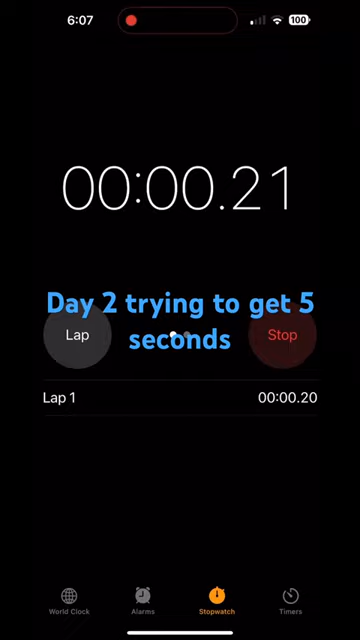 6:07
100
00:00.21
Day 2 trying to get 5
seconds
Lap
Stop
Lap 1 00:00.20
World Clock Alarms Stopwatch Timers